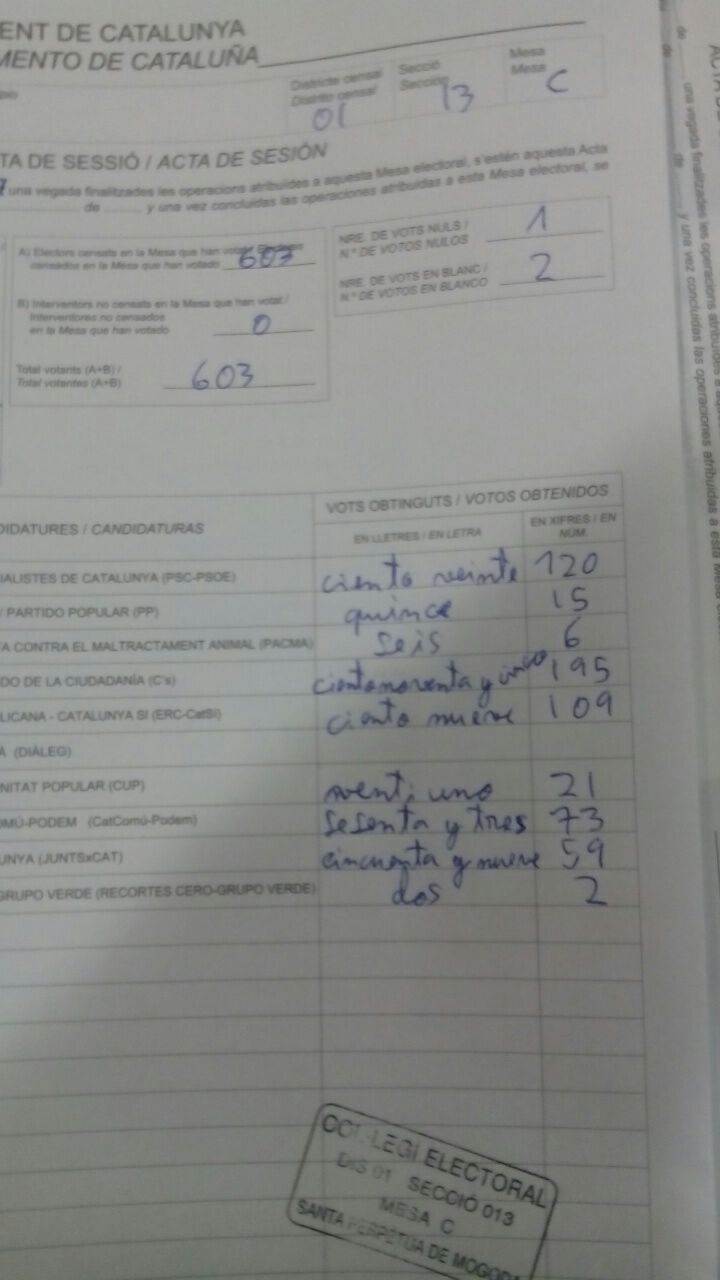 ENT DE CATALUNYA
MENTO DE CATALUÑA
Districte censal
Distrito censal
01
Secció
Sección
13
Mesa
Mesa
C
TA DE SESSIÓ / ACTA DE SESIÓN
una vegada finalitzades les operacions atribuïdes a aquesta Mesa electoral, s'estén aquesta Acta
de y una vez concluidas las operaciones atribuidas a esta Mesa electoral, se
A) Electors censats en la Mesa que han votat / Electores
censados en la Mesa que han votado 603
B) Interventors no censats en la Mesa que han votat /
Interventores no censados
en la Mesa que han votado 0
Total votants (A+B) /
Total votantes (A+B) 603
NRE. DE VOTS NULS /
N.º DE VOTOS NULOS 1
NRE. DE VOTS EN BLANC /
N.º DE VOTOS EN BLANCO 2
DIDATURES / CANDIDATURAS
VOTS OBTINGUTS / VOTOS OBTENIDOS
EN LLETRES / EN LETRA
EN XIFRES / EN
NÚM.
IALISTES DE CATALUNYA (PSC-PSOE) ciento veinte 120
/ PARTIDO POPULAR (PP) quince 15
A CONTRA EL MALTRACTAMENT ANIMAL (PACMA) seis 6
DO DE LA CIUDADANÍA (C's) cientonoventa y cinco 195
LICANA - CATALUNYA SÍ (ERC-CatSí) ciento nueve 109
A (DIÀLEG)
NITAT POPULAR (CUP) venti uno 21
OMÚ-PODEM (CatComú-Podem) sesenta y tres 73
UNYA (JUNTSxCAT) cincuenta y nueve 59
GRUPO VERDE (RECORTES CERO-GRUPO VERDE) dos 2
COL·LEGI ELECTORAL
DIS 01 SECCIÓ 013
MESA C
SANTA PERPETUA DE MOGODA
una vegada finalitzades les operacions atribuïdes a
y una vez concluidas las operaciones atribuidas a esta Mesa